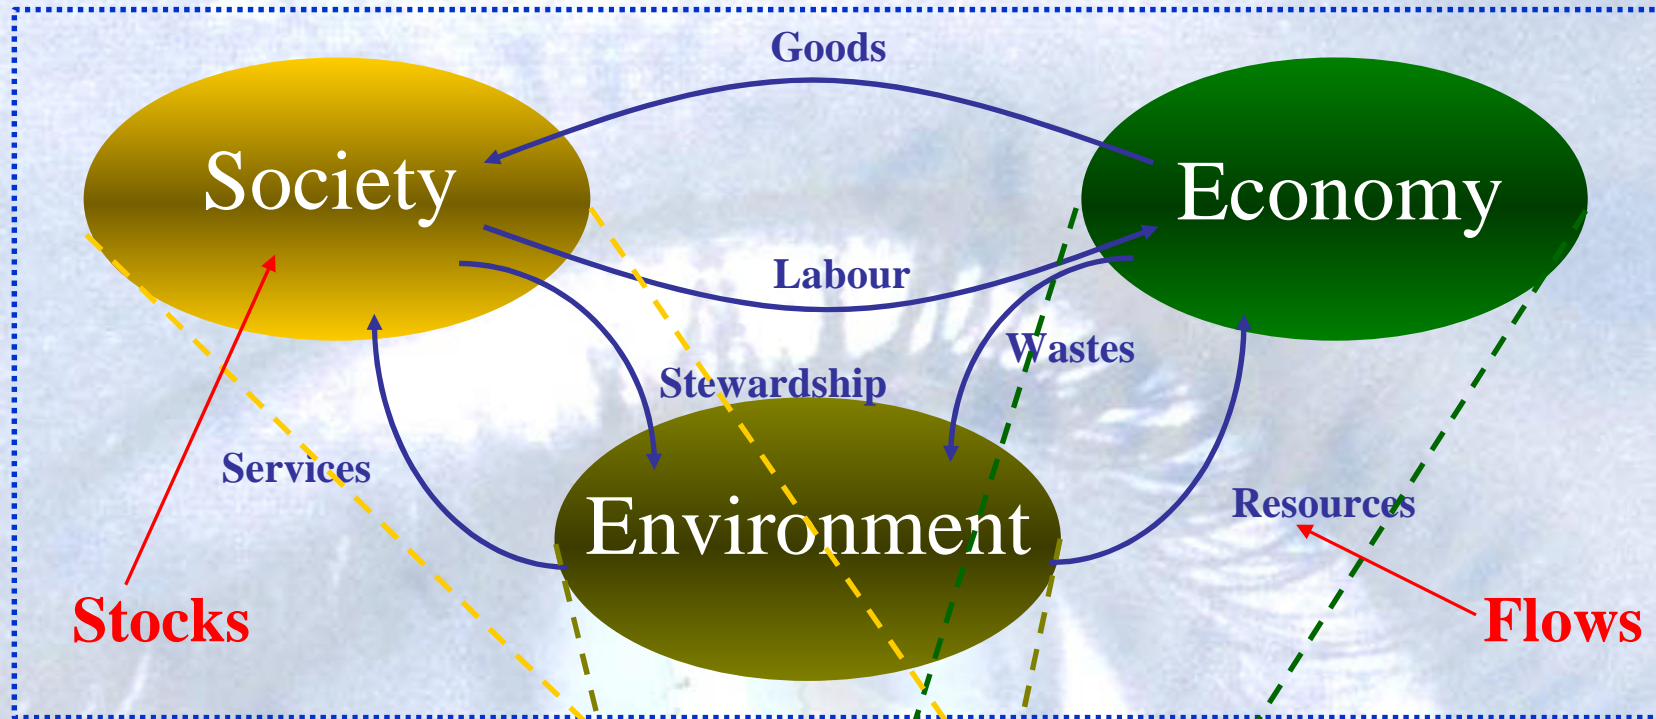 Goods
Society
Economy
Labour
Wastes
Stewardship
Services
Resources
Environment
Stocks
Flows